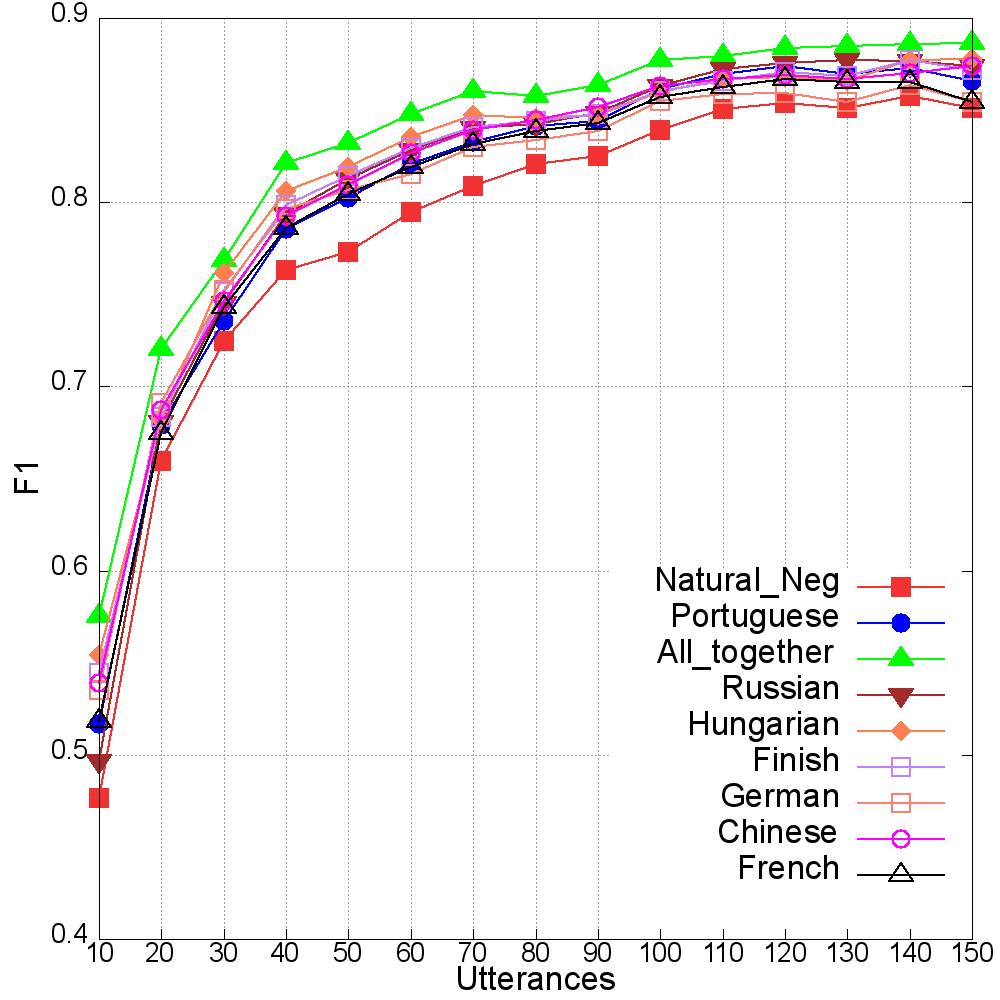 0.9
0.8
0.7
0.6
0.5
0.4
F1
Natural_Neg
Portuguese
All_together
Russian
Hungarian
Finish
German
Chinese
French
10 20 30 40 50 60 70 80 90 100 110 120 130 140 150
Utterances